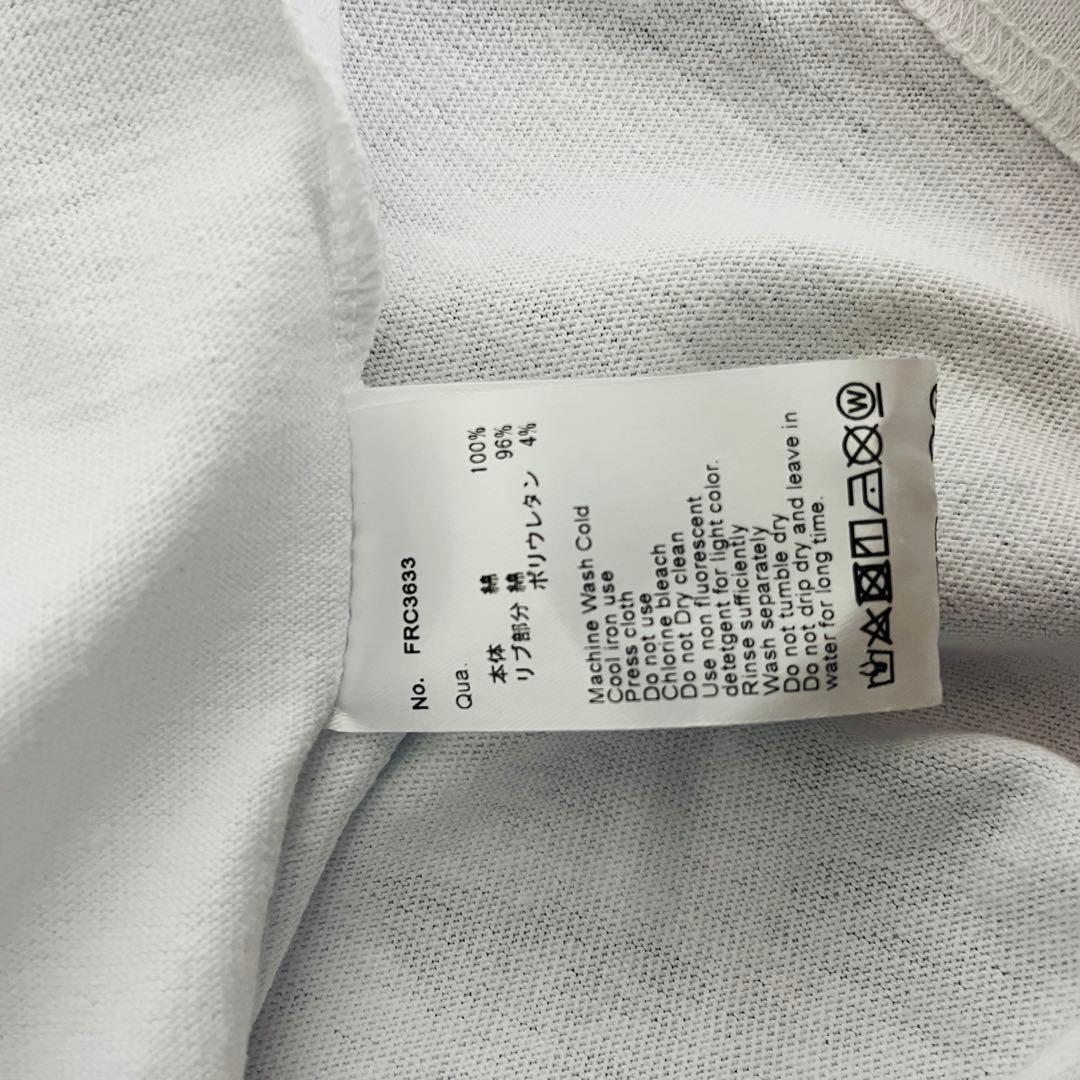 No. FRC3633
Qua.
本体 綿 100%
リブ部分 綿 96%
ポリウレタン 4%
Machine Wash Cold
Cool iron use
Press cloth
Do not use
Chlorine bleach
Do not Dry clean
Use non fluorescent
detetgent for light color.
Rinse sufficiently
Wash separately
Do not tumble dry
Do not drip dry and leave in
water for long time.
W